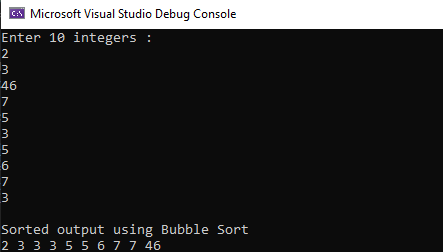 Microsoft Visual Studio Debug Console
Enter 10 integers :
2
3
46
7
5
3
5
6
7
3
Sorted output using Bubble Sort
2 3 3 3 5 5 6 7 7 46